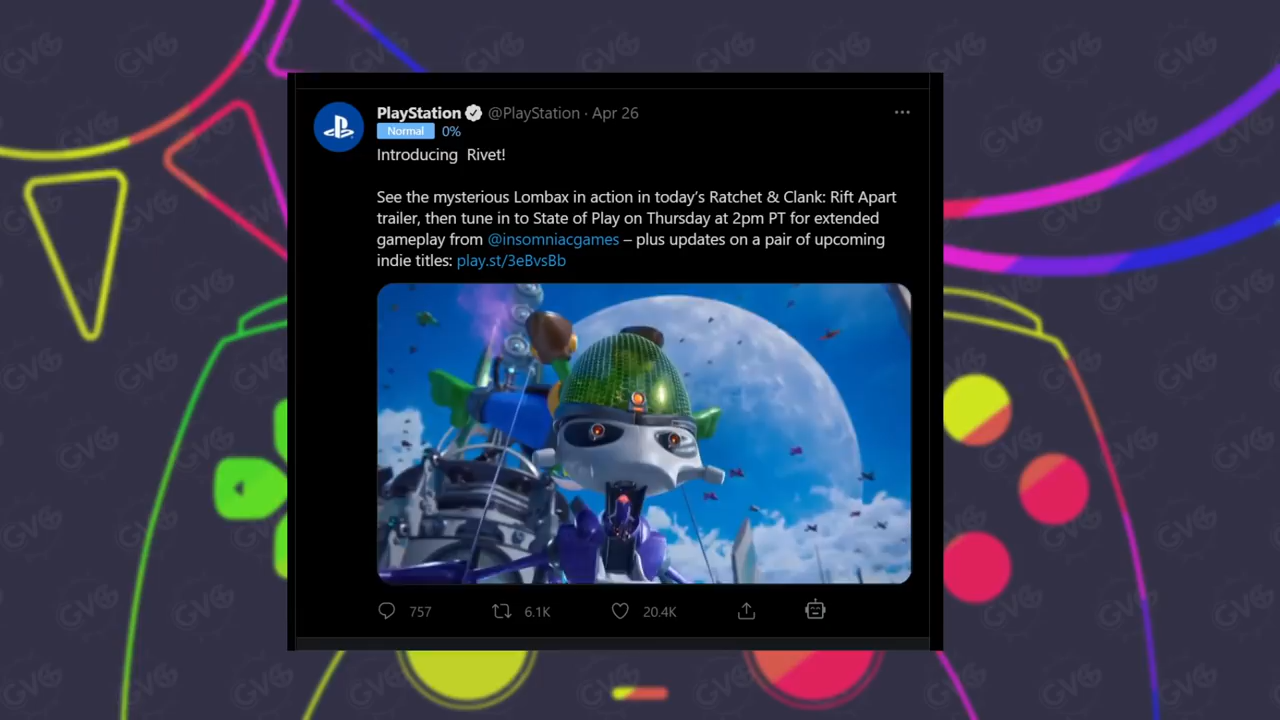 PlayStation @PlayStation · Apr 26
Normal 0%
Introducing Rivet!
See the mysterious Lombax in action in today's Ratchet & Clank: Rift Apart
trailer, then tune in to State of Play on Thursday at 2pm PT for extended
gameplay from @insomniacgames – plus updates on a pair of upcoming
indie titles: play.st/3eBvsBb
757 6.1K 20.4K